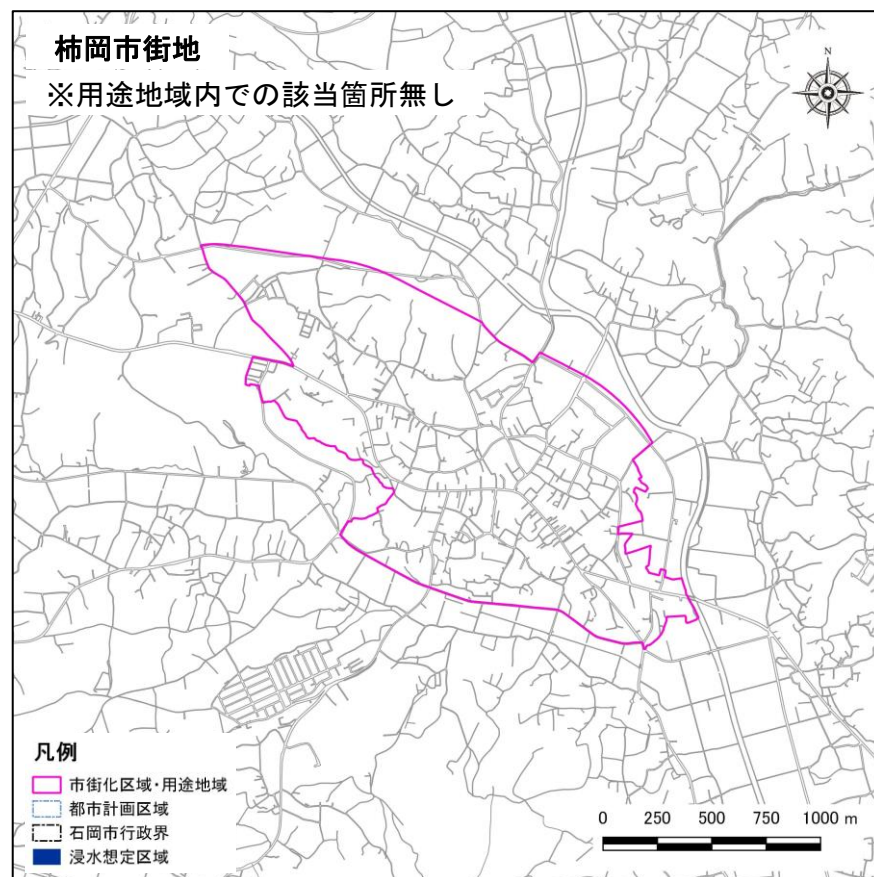 柿岡市街地
※用途地域内での該当箇所無し
N
凡例
市街化区域・用途地域
都市計画区域
石岡市行政界
浸水想定区域
0 250 500 750 1000 m